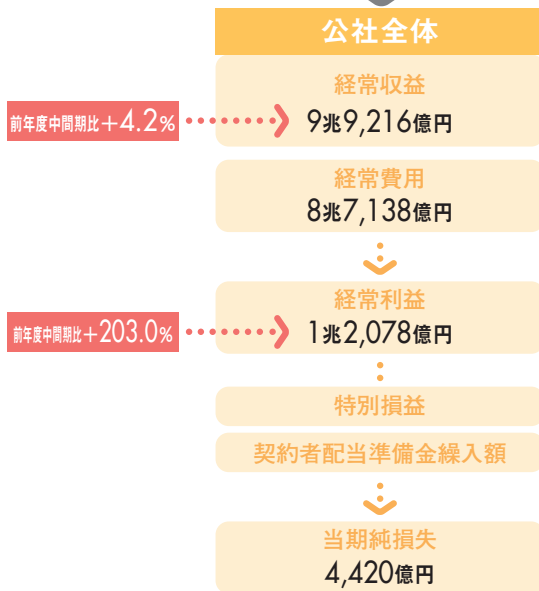 公社全体
経常収益
前年度中間期比+4.2%
9兆9,216億円
経常費用
8兆7,138億円
経常利益
前年度中間期比+203.0%
1兆2,078億円
特別損益
契約者配当準備金繰入額
当期純損失
4,420億円